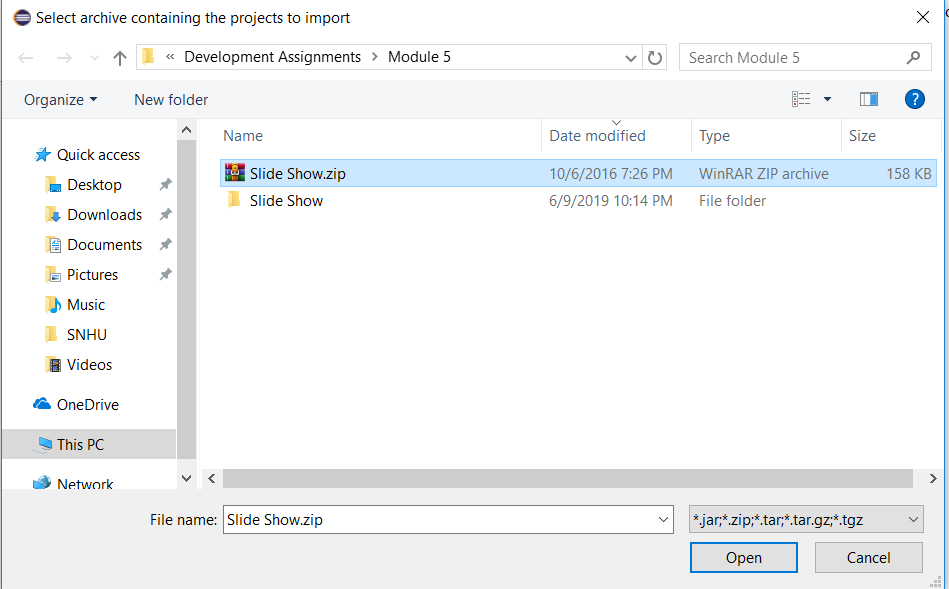 Select archive containing the projects to import
« Development Assignments > Module 5
Search Module 5
Organize
New folder
?
Name Date modified Type Size
Quick access
Desktop
Downloads
Documents
Pictures
Music
SNHU
Videos
OneDrive
This PC
Network
Slide Show.zip 10/6/2016 7:26 PM WinRAR ZIP archive 158 KB
Slide Show 6/9/2019 10:14 PM File folder
File name: Slide Show.zip *.jar;*.zip;*.tar;*.tar.gz;*.tgz
Open Cancel